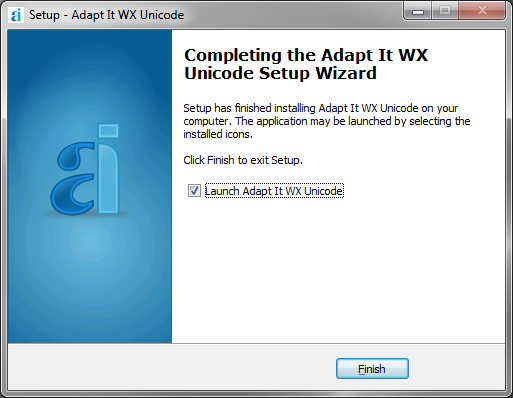 Setup - Adapt It WX Unicode
Completing the Adapt It WX
Unicode Setup Wizard
Setup has finished installing Adapt It WX Unicode on your
computer. The application may be launched by selecting the
installed icons.
Click Finish to exit Setup.
Launch Adapt It WX Unicode
ai
Finish